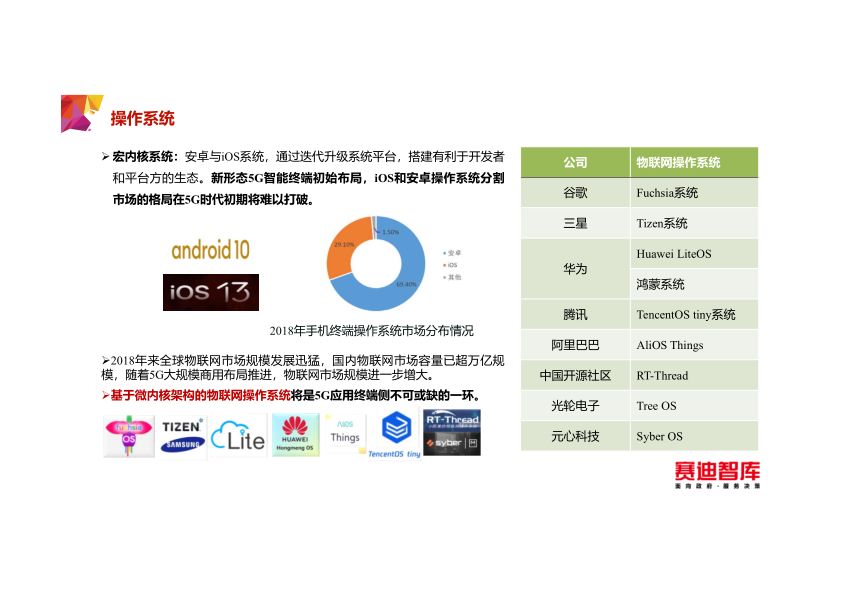 操作系统
➢ 宏内核系统：安卓与iOS系统，通过迭代升级系统平台，搭建有利于开发者
和平台方的生态。新形态5G智能终端初始布局，iOS和安卓操作系统分割
市场的格局在5G时代初期将难以打破。
android 10
iOS 13
1.50%
29.10%
69.40%
安卓
iOS
其他
2018年手机终端操作系统市场分布情况
➢2018年来全球物联网市场规模发展迅猛，国内物联网市场容量已超万亿规
模，随着5G大规模商用布局推进，物联网市场规模进一步增大。
➢基于微内核架构的物联网操作系统将是5G应用终端侧不可或缺的一环。
fuchsia
OS
TIZEN
SAMSUNG
Lite
HUAWEI
Hongmeng OS
AliOS
Things
TencentOS tiny
RT-Thread
syber
公司 物联网操作系统
谷歌 Fuchsia系统
三星 Tizen系统
华为 Huawei LiteOS
鸿蒙系统
腾讯 TencentOS tiny系统
阿里巴巴 AliOS Things
中国开源社区 RT-Thread
光轮电子 Tree OS
元心科技 Syber OS
赛迪智库
面向政府·服务决策